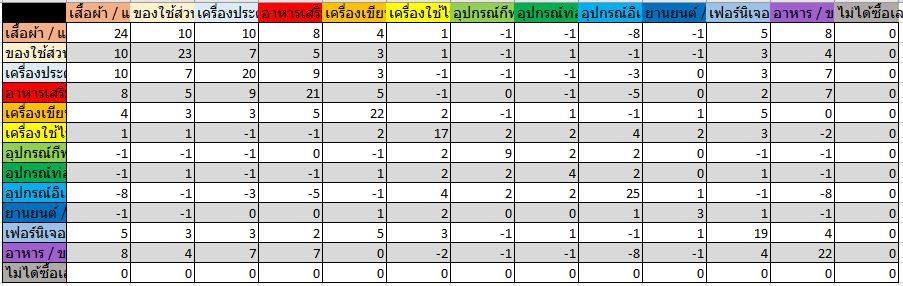 เสื้อผ้า / แ ของใช้ส่วน เครื่องประด อาหารเสริ เครื่องเขีย เครื่องใช้ไ อุปกรณ์กีฬ อุปกรณ์ท่อ อุปกรณ์อิเ ยานยนต์ / เฟอร์นิเจอ อาหาร / ข ไม่ได้ซื้อเล
เสื้อผ้า / แ 24 10 10 8 4 1 -1 -1 -8 -1 5 8 0
ของใช้ส่วน 10 23 7 5 3 1 -1 1 -1 -1 3 4 0
เครื่องประด 10 7 20 9 3 -1 -1 -1 -3 0 3 7 0
อาหารเสริ 8 5 9 21 5 -1 0 -1 -5 0 2 7 0
เครื่องเขีย 4 3 3 5 22 2 -1 1 -1 1 5 0 0
เครื่องใช้ไ 1 1 -1 -1 2 17 2 2 4 2 3 -2 0
อุปกรณ์กีฬ -1 -1 -1 0 -1 2 9 2 2 0 -1 -1 0
อุปกรณ์ท่อ -1 1 -1 -1 1 2 2 4 2 0 1 -1 0
อุปกรณ์อิเ -8 -1 -3 -5 -1 4 2 2 25 1 -1 -8 0
ยานยนต์ / -1 -1 0 0 1 2 0 0 1 3 1 -1 0
เฟอร์นิเจอ 5 3 3 2 5 3 -1 1 -1 1 19 4 0
อาหาร / ข 8 4 7 7 0 -2 -1 -1 -8 -1 4 22 0
ไม่ได้ซื้อเล 0 0 0 0 0 0 0 0 0 0 0 0 0